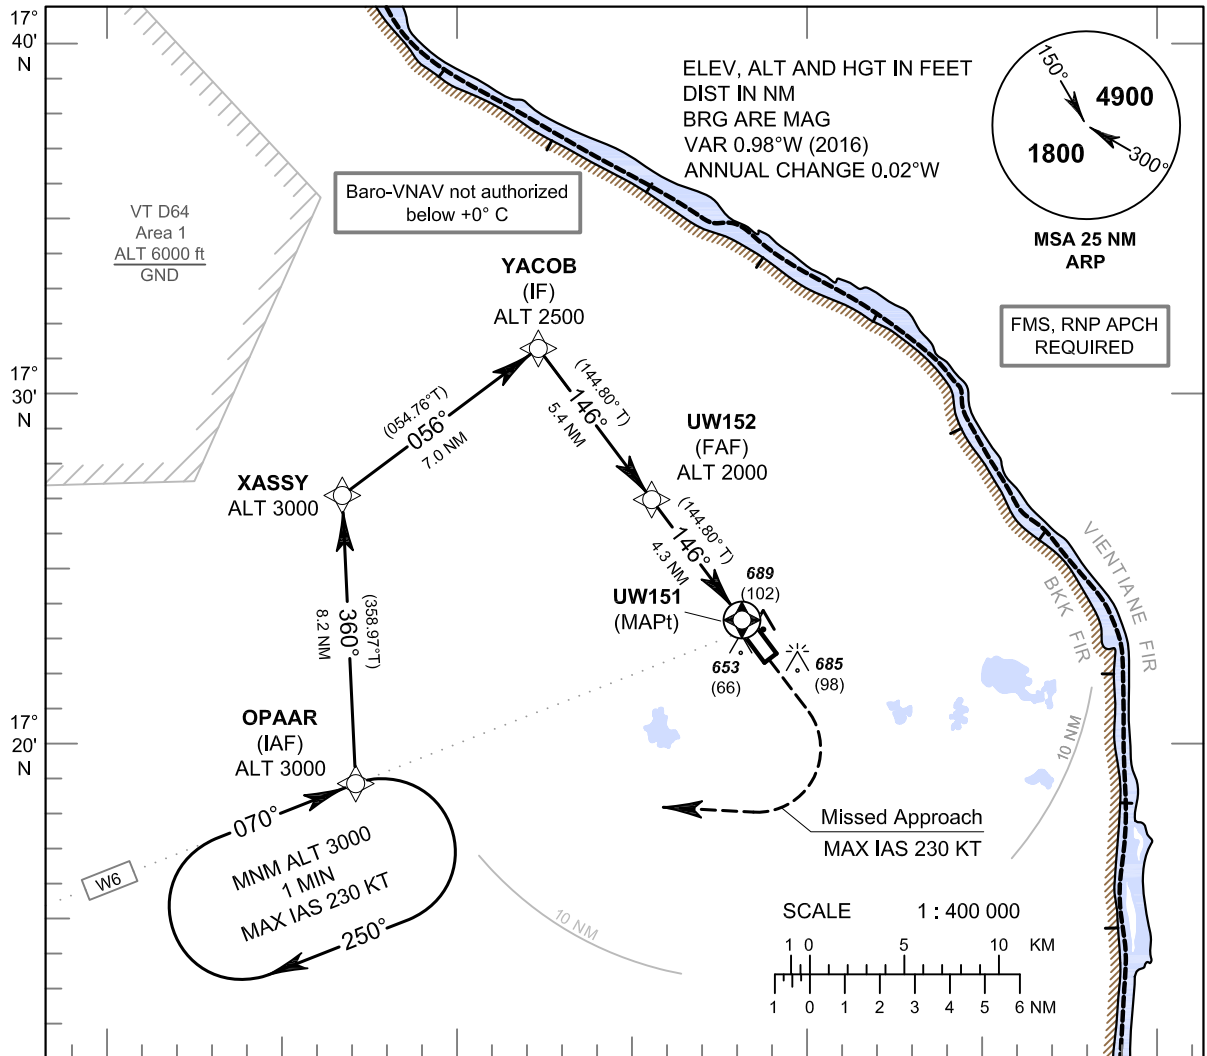 17°
40'
N
ELEV, ALT AND HGT IN FEET
DIST IN NM
BRG ARE MAG
VAR 0.98°W (2016)
ANNUAL CHANGE 0.02°W
150°
4900
1800
300°
MSA 25 NM
ARP
Baro-VNAV not authorized
below +0° C
VT D64
Area 1
ALT 6000 ft
GND
YACOB
(IF)
ALT 2500
FMS, RNP APCH
REQUIRED
17°
30'
N
(054.76°T)
056°
7.0 NM
(144.80° T)
146°
5.4 NM
UW152
(FAF)
ALT 2000
XASSY
ALT 3000
(144.80° T)
146°
4.3 NM
VIENTIANE FIR
BKK FIR
689
(102)
UW151
(MAPt)
653
(66)
685
(98)
(358.97°T)
360°
8.2 NM
OPAAR
(IAF)
ALT 3000
17°
20'
N
10 NM
070°
MNM ALT 3000
1 MIN
MAX IAS 230 KT
250°
W6
Missed Approach
MAX IAS 230 KT
10 NM
SCALE 1 : 400 000
1 0 5 10 KM
1 0 1 2 3 4 5 6 NM